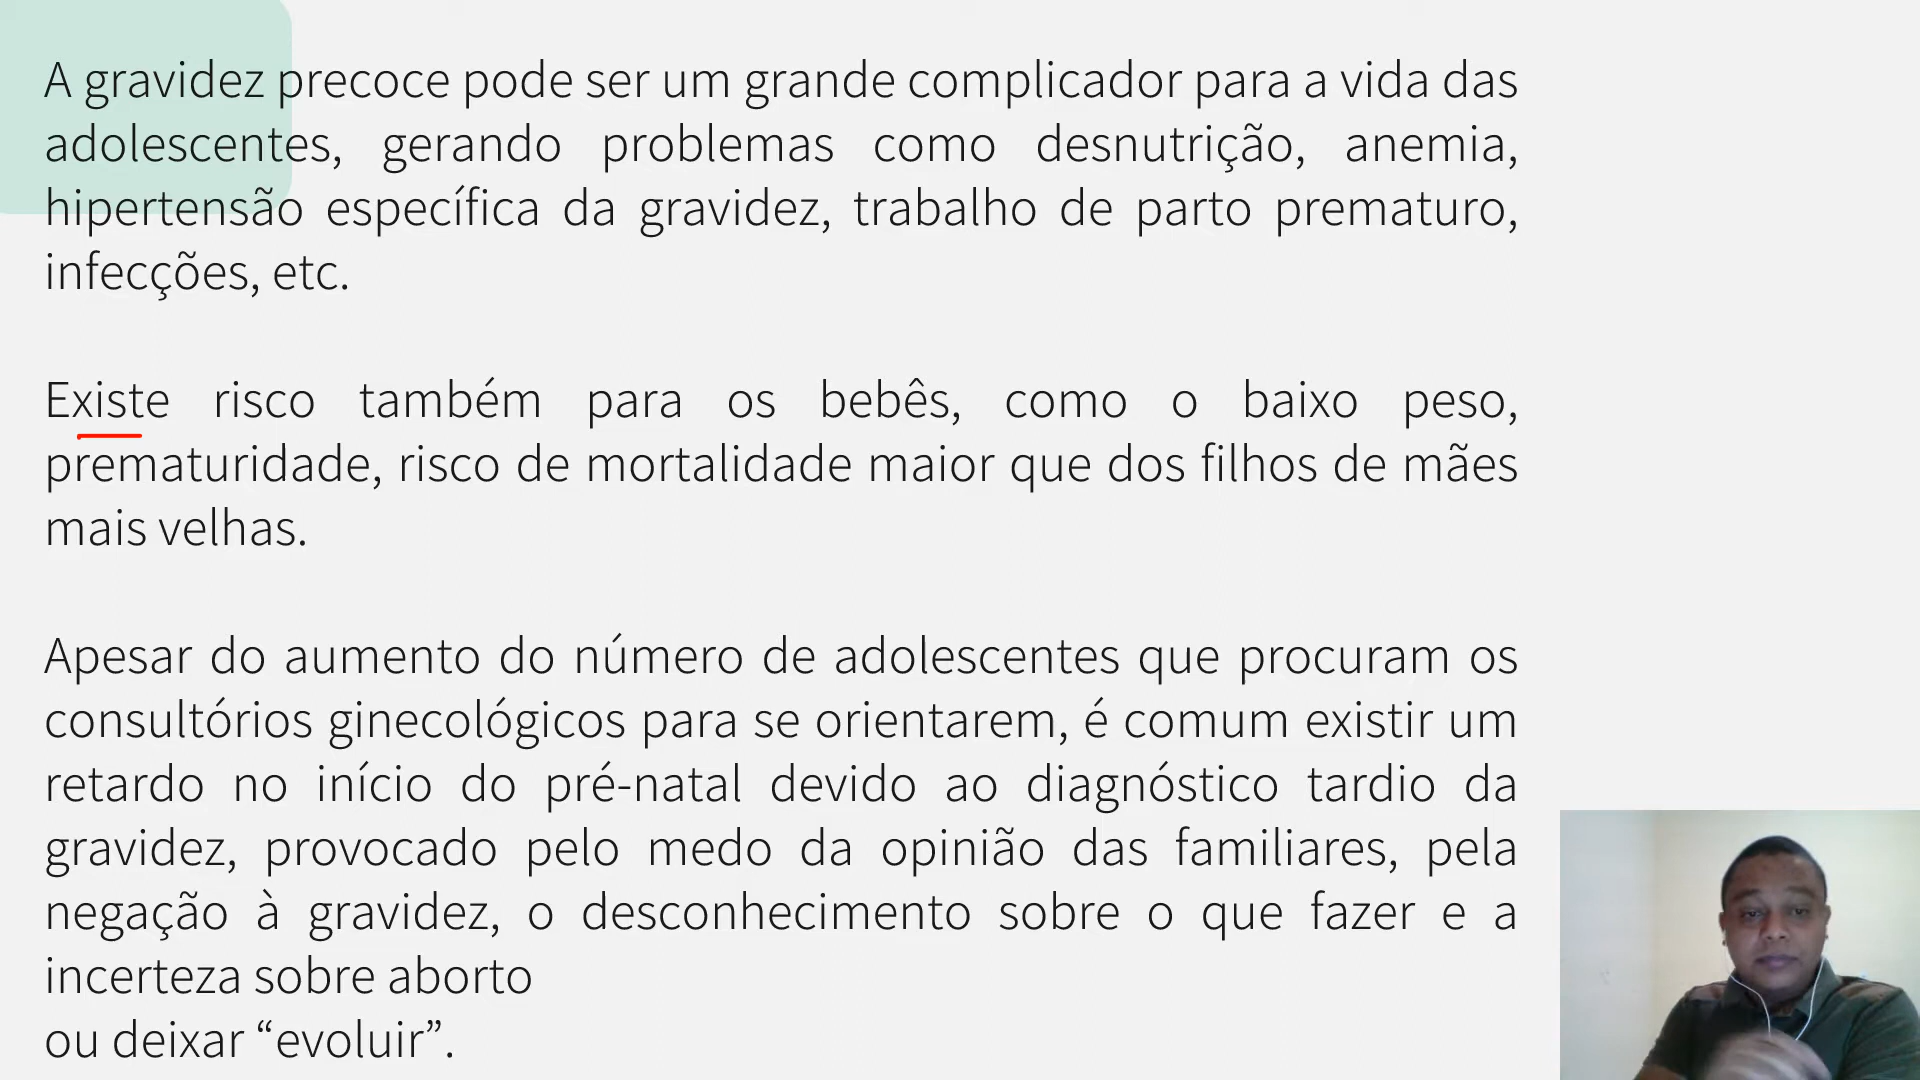 A gravidez precoce pode ser um grande complicador para a vida das
adolescentes, gerando problemas como desnutrição, anemia,
hipertensão específica da gravidez, trabalho de parto prematuro,
infecções, etc.
Existe risco também para os bebês, como o baixo peso,
prematuridade, risco de mortalidade maior que dos filhos de mães
mais velhas.
Apesar do aumento do número de adolescentes que procuram os
consultórios ginecológicos para se orientarem, é comum existir um
retardo no início do pré-natal devido ao diagnóstico tardio da
gravidez, provocado pelo medo da opinião das familiares, pela
negação à gravidez, o desconhecimento sobre o que fazer e a
incerteza sobre aborto
ou deixar “evoluir”.